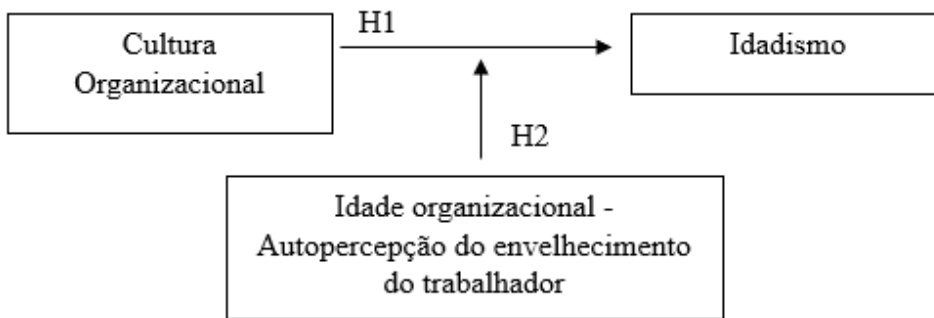 Cultura
Organizacional
H1
Idadismo
H2
Idade organizacional -
Autopercepção do envelhecimento
do trabalhador